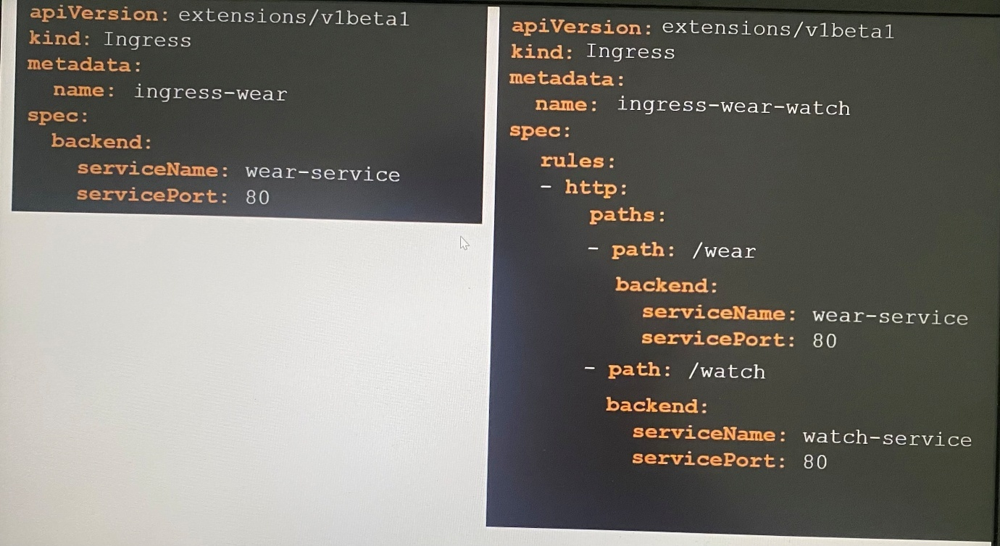 apiVersion: extensions/v1beta1
kind: Ingress
metadata:
  name: ingress-wear
spec:
  backend:
    serviceName: wear-service
    servicePort: 80
apiVersion: extensions/v1beta1
kind: Ingress
metadata:
  name: ingress-wear-watch
spec:
  rules:
  - http:
      paths:
      - path: /wear
        backend:
          serviceName: wear-service
          servicePort: 80
      - path: /watch
        backend:
          serviceName: watch-service
          servicePort: 80